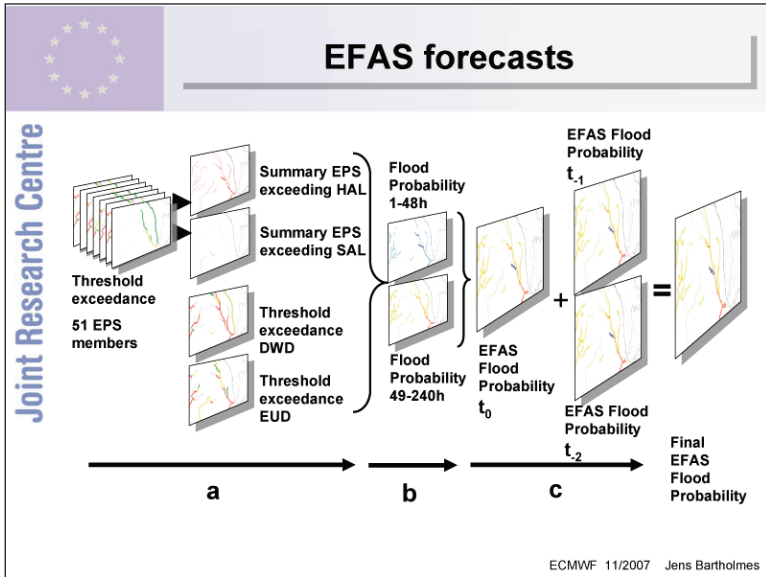 EFAS forecasts
Joint Research Centre
Threshold
exceedance
51 EPS
members
Summary EPS
exceeding HAL
Summary EPS
exceeding SAL
Threshold
exceedance
DWD
Threshold
exceedance
EUD
Flood
Probability
1-48h
Flood
Probability
49-240h
EFAS
Flood
Probability
t0
+
EFAS Flood
Probability
t-1
EFAS Flood
Probability
t-2
=
Final
EFAS
Flood
Probability
a
b
c
ECMWF 11/2007 Jens Bartholmes